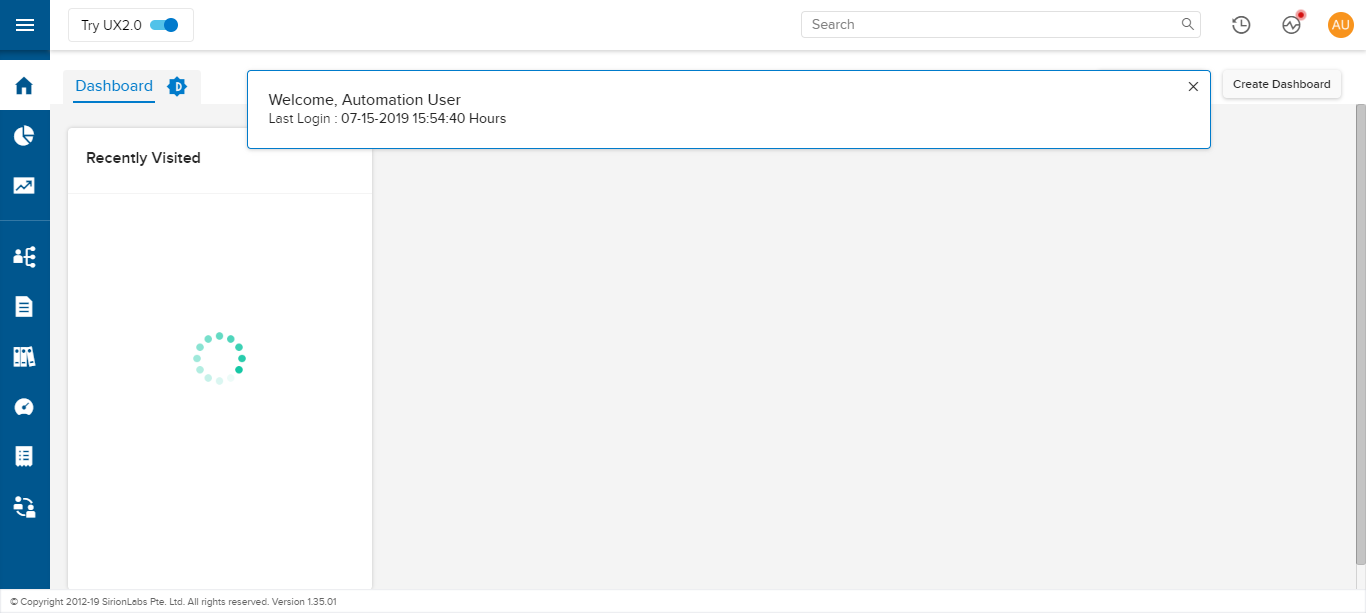 Try UX2.0
Search
AU
Dashboard
D
Welcome, Automation User
Last Login : 07-15-2019 15:54:40 Hours
Create Dashboard
Recently Visited
© Copyright 2012-19 SirionLabs Pte. Ltd. All rights reserved. Version 1.35.01